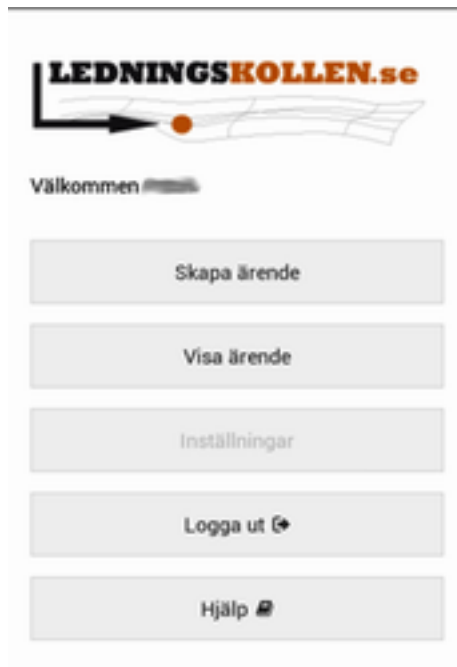 LEDNINGSKOLLEN.se
Välkommen
Skapa ärende
Visa ärende
Inställningar
Logga ut
Hjälp